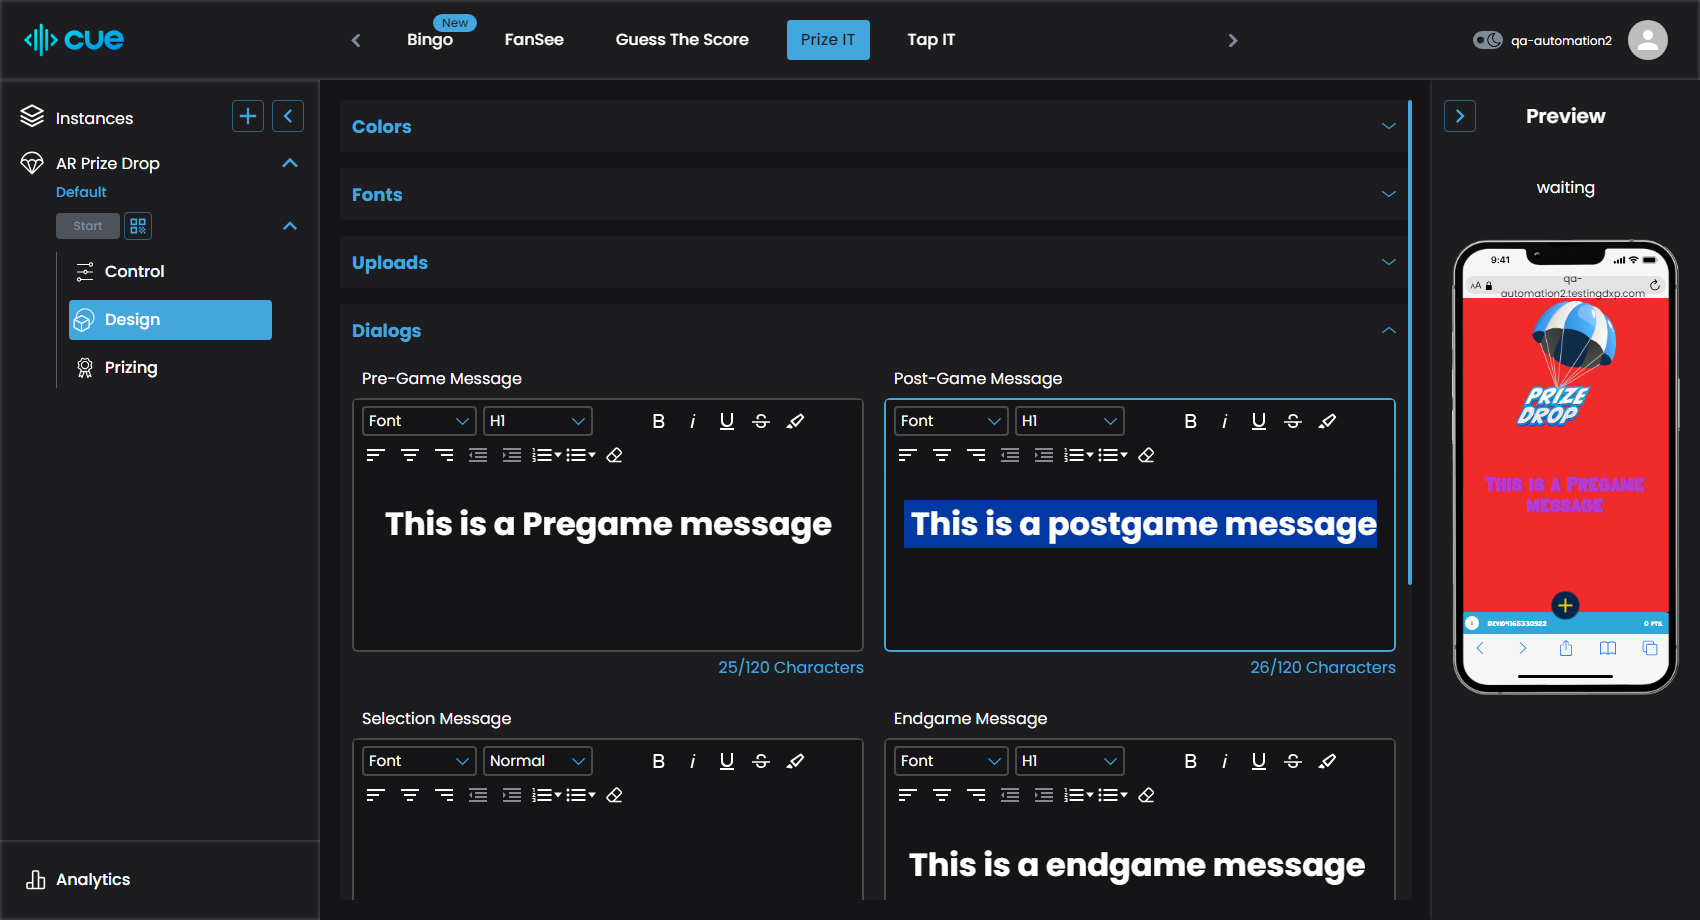 cue
New
Bingo
FanSee
Guess The Score
Prize IT
Tap IT
qa-automation2
Instances
AR Prize Drop
Default
Start
Control
Design
Prizing
Analytics
Colors
Fonts
Uploads
Dialogs
Pre-Game Message
Font
H1
B i U S
This is a Pregame message
25/120 Characters
Post-Game Message
Font
H1
B i U S
This is a postgame message
26/120 Characters
Selection Message
Font
Normal
B i U S
Endgame Message
Font
H1
B i U S
This is a endgame message
Preview
waiting
9:41
AA
qa-
automation2.testingdxp.com
PRIZE
DROP
This is a Pregame
message
0 PTS.